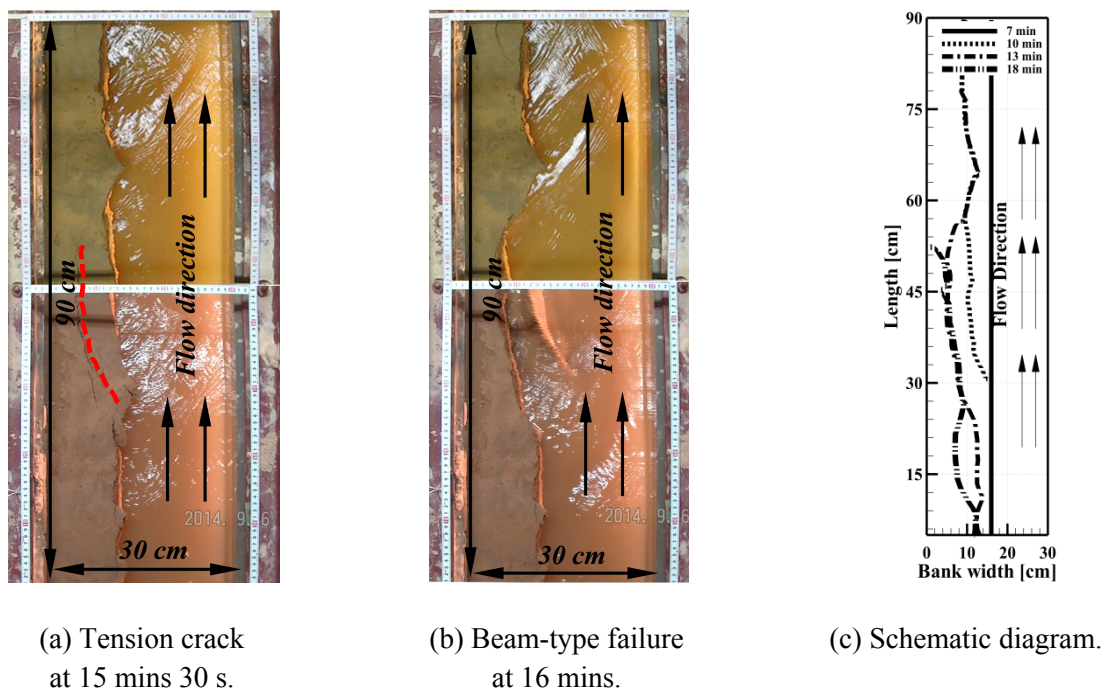 90 cm
Flow direction
2014. 9.
30 cm
90 cm
Flow direction
2014. 9. 6
30 cm
90
75
60
45
30
15
Length [cm]
7 min
10 min
13 min
18 min
Flow Direction
0 10 20 30
Bank width [cm]
(a) Tension crack
at 15 mins 30 s.
(b) Beam-type failure
at 16 mins.
(c) Schematic diagram.